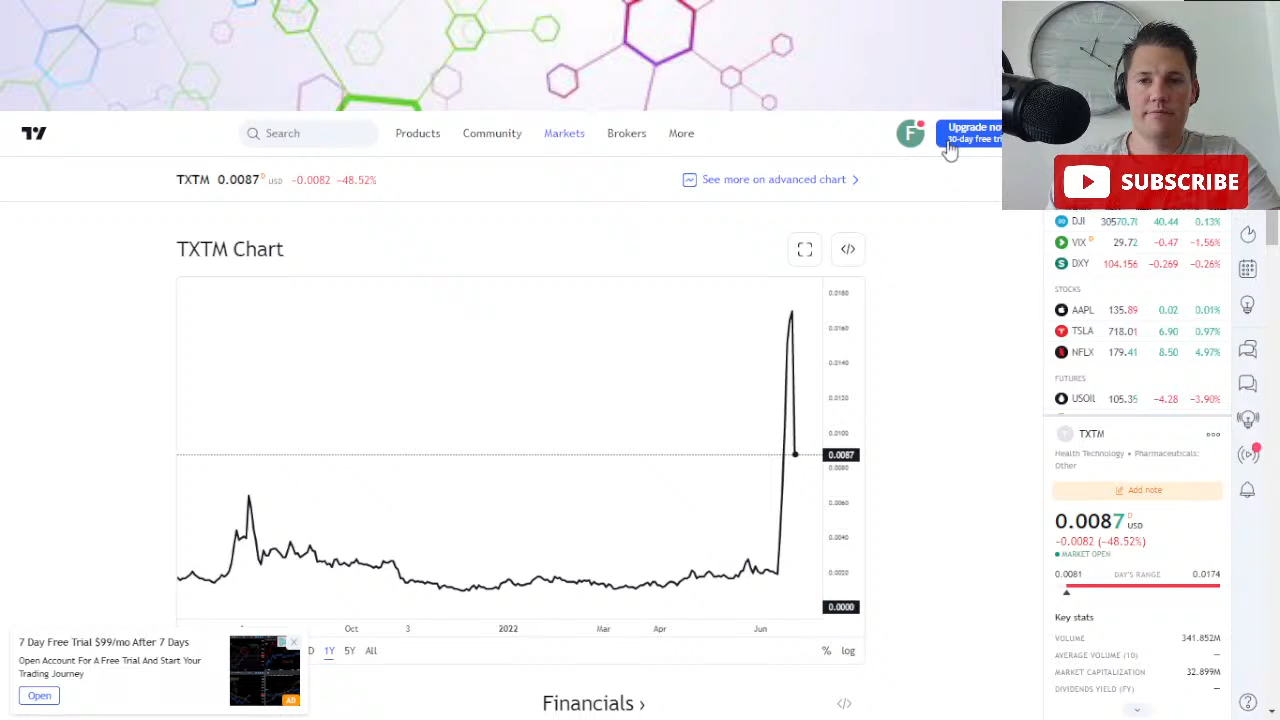 Search
Products
Community
Markets
Brokers
More
F
Upgrade no
30-day free tri
SUBSCRIBE
TXTM 0.0087 D USD −0.0082 −48.52%
See more on advanced chart
TXTM Chart
0.0180
0.0160
0.0140
0.0120
0.0100
0.0087
0.0080
0.0060
0.0040
0.0020
0.0000
Oct
3
2022
Mar
Apr
Jun
D
1Y
5Y
All
%
log
7 Day Free Trial $99/mo After 7 Days
Open Account For A Free Trial And Start Your
Trading Journey
Open
AD
Financials ›
DJI 30570.70 40.44 0.13%
VIX D 29.72 −0.47 −1.56%
DXY 104.156 −0.269 −0.26%
STOCKS
AAPL 135.89 0.02 0.01%
TSLA 718.01 6.90 0.97%
NFLX 179.41 8.50 4.97%
FUTURES
USOIL 105.35 −4.28 −3.90%
T
TXTM
Health Technology • Pharmaceuticals:
Other
Add note
0.0087 D USD
−0.0082 (−48.52%)
MARKET OPEN
0.0081 DAY'S RANGE 0.0174
Key stats
VOLUME 341.852M
AVERAGE VOLUME (10) —
MARKET CAPITALIZATION 32.899M
DIVIDENDS YIELD (FY) —